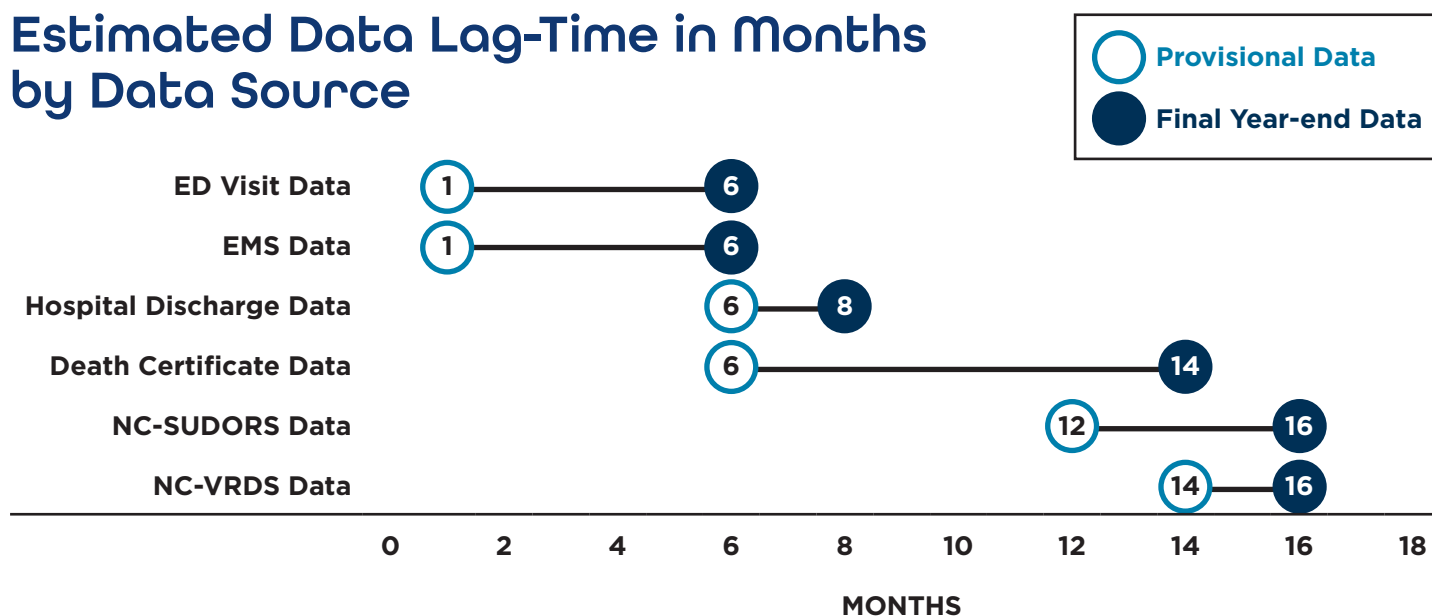 Estimated Data Lag-Time in Months
by Data Source
Provisional Data
Final Year-end Data
ED Visit Data 1 6
EMS Data 1 6
Hospital Discharge Data 6 8
Death Certificate Data 6 14
NC-SUDORS Data 12 16
NC-VRDS Data 14 16
0 2 4 6 8 10 12 14 16 18
MONTHS